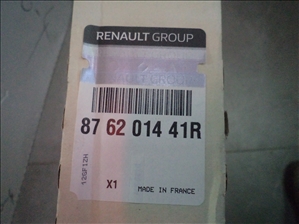 RENAULT GROUP
87 62 014 41R
X1
MADE IN FRANCE